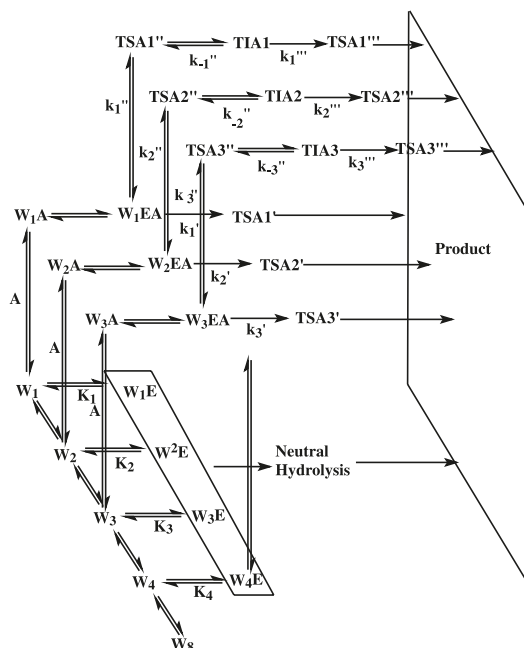 TSA1" k-1" TIA1 k1''' TSA1'''
k1"
TSA2" k-2" TIA2 k2''' TSA2'''
k2"
TSA3" k-3" TIA3 k3''' TSA3'''
k3"
W1A W1EA k1' TSA1'
Product
W2A W2EA k2' TSA2'
A
W3A W3EA k3' TSA3'
A
W1 K1 A W1E
W2 K2 W2E
Neutral
Hydrolysis
W3 K3 W3E
W4 K4 W4E
W8